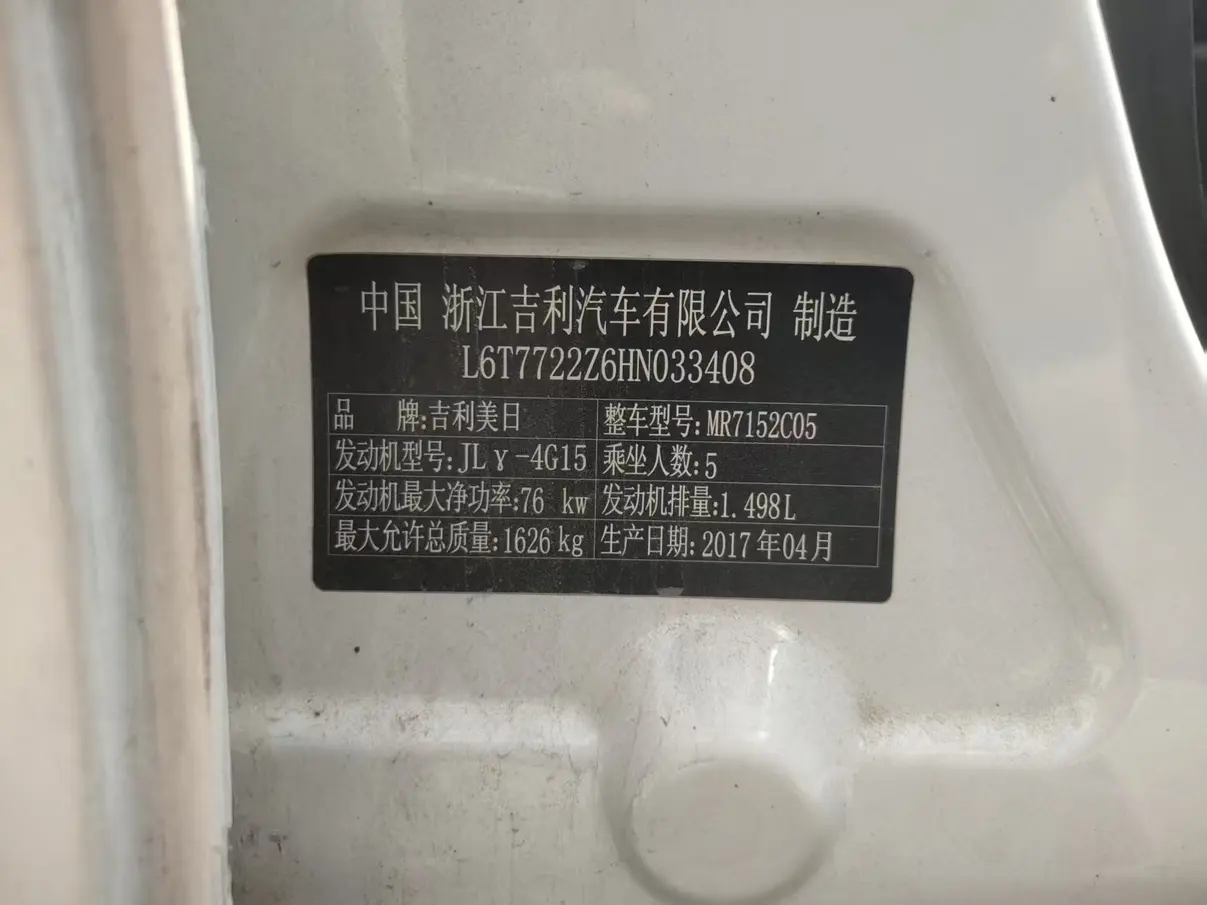 中国 浙江吉利汽车有限公司 制造
L6T7722Z6HN033408
品 牌:吉利美日 整车型号:MR7152C05
发动机型号:JLγ-4G15 乘坐人数:5
发动机最大净功率:76 kw 发动机排量:1.498L
最大允许总质量:1626kg 生产日期:2017年04月